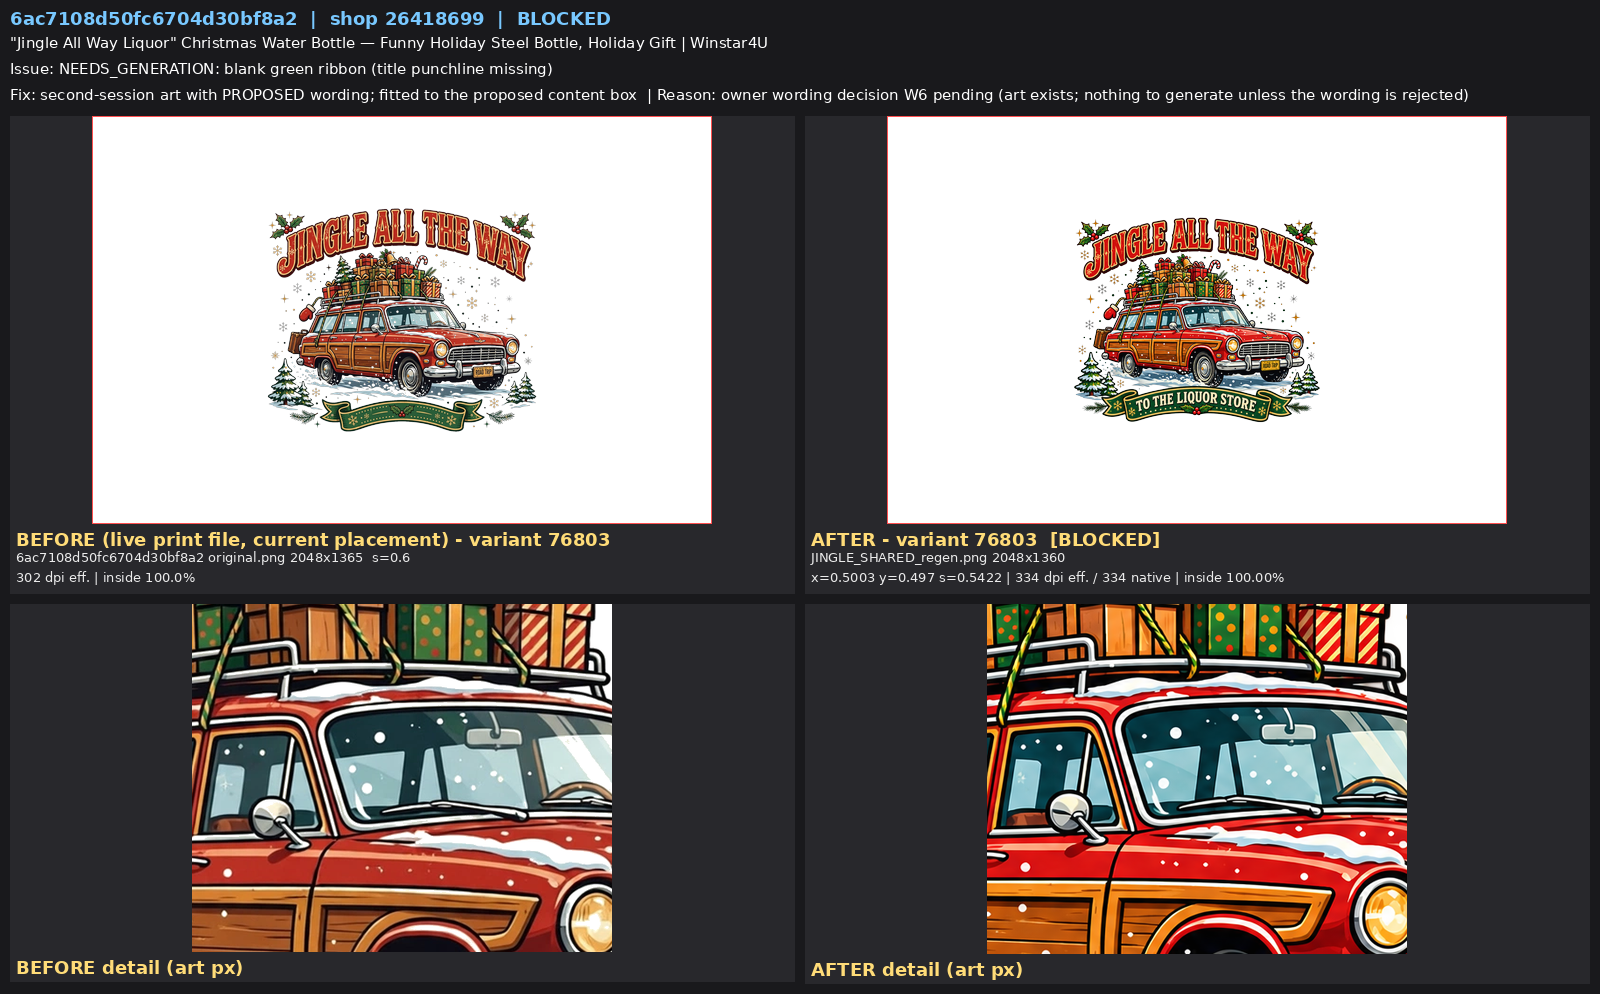 6ac7108d50fc6704d30bf8a2 | shop 26418699 | BLOCKED
"Jingle All Way Liquor" Christmas Water Bottle — Funny Holiday Steel Bottle, Holiday Gift | Winstar4U
Issue: NEEDS_GENERATION: blank green ribbon (title punchline missing)
Fix: second-session art with PROPOSED wording; fitted to the proposed content box | Reason: owner wording decision W6 pending (art exists; nothing to generate unless the wording is rejected)
JINGLE ALL THE WAY
ROAD TRIP
JINGLE ALL THE WAY
ROAD TRIP
TO THE LIQUOR STORE
BEFORE (live print file, current placement) - variant 76803
6ac7108d50fc6704d30bf8a2 original.png 2048x1365 s=0.6
302 dpi eff. | inside 100.0%
AFTER - variant 76803 [BLOCKED]
JINGLE_SHARED_regen.png 2048x1360
x=0.5003 y=0.497 s=0.5422 | 334 dpi eff. / 334 native | inside 100.00%
BEFORE detail (art px)
AFTER detail (art px)